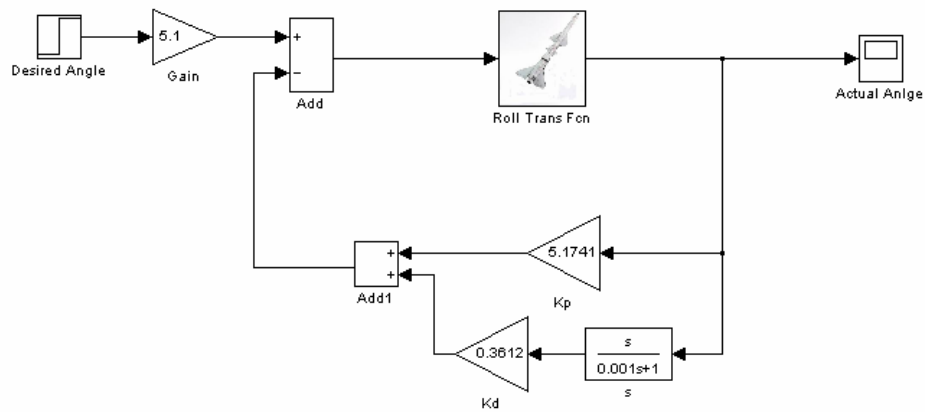 Desired Angle
5.1
Gain
+
−
Add
Roll Trans Fcn
Actual Anlge
5.1741
Kp
+
+
Add1
0.3612
Kd
s
0.001s+1
s